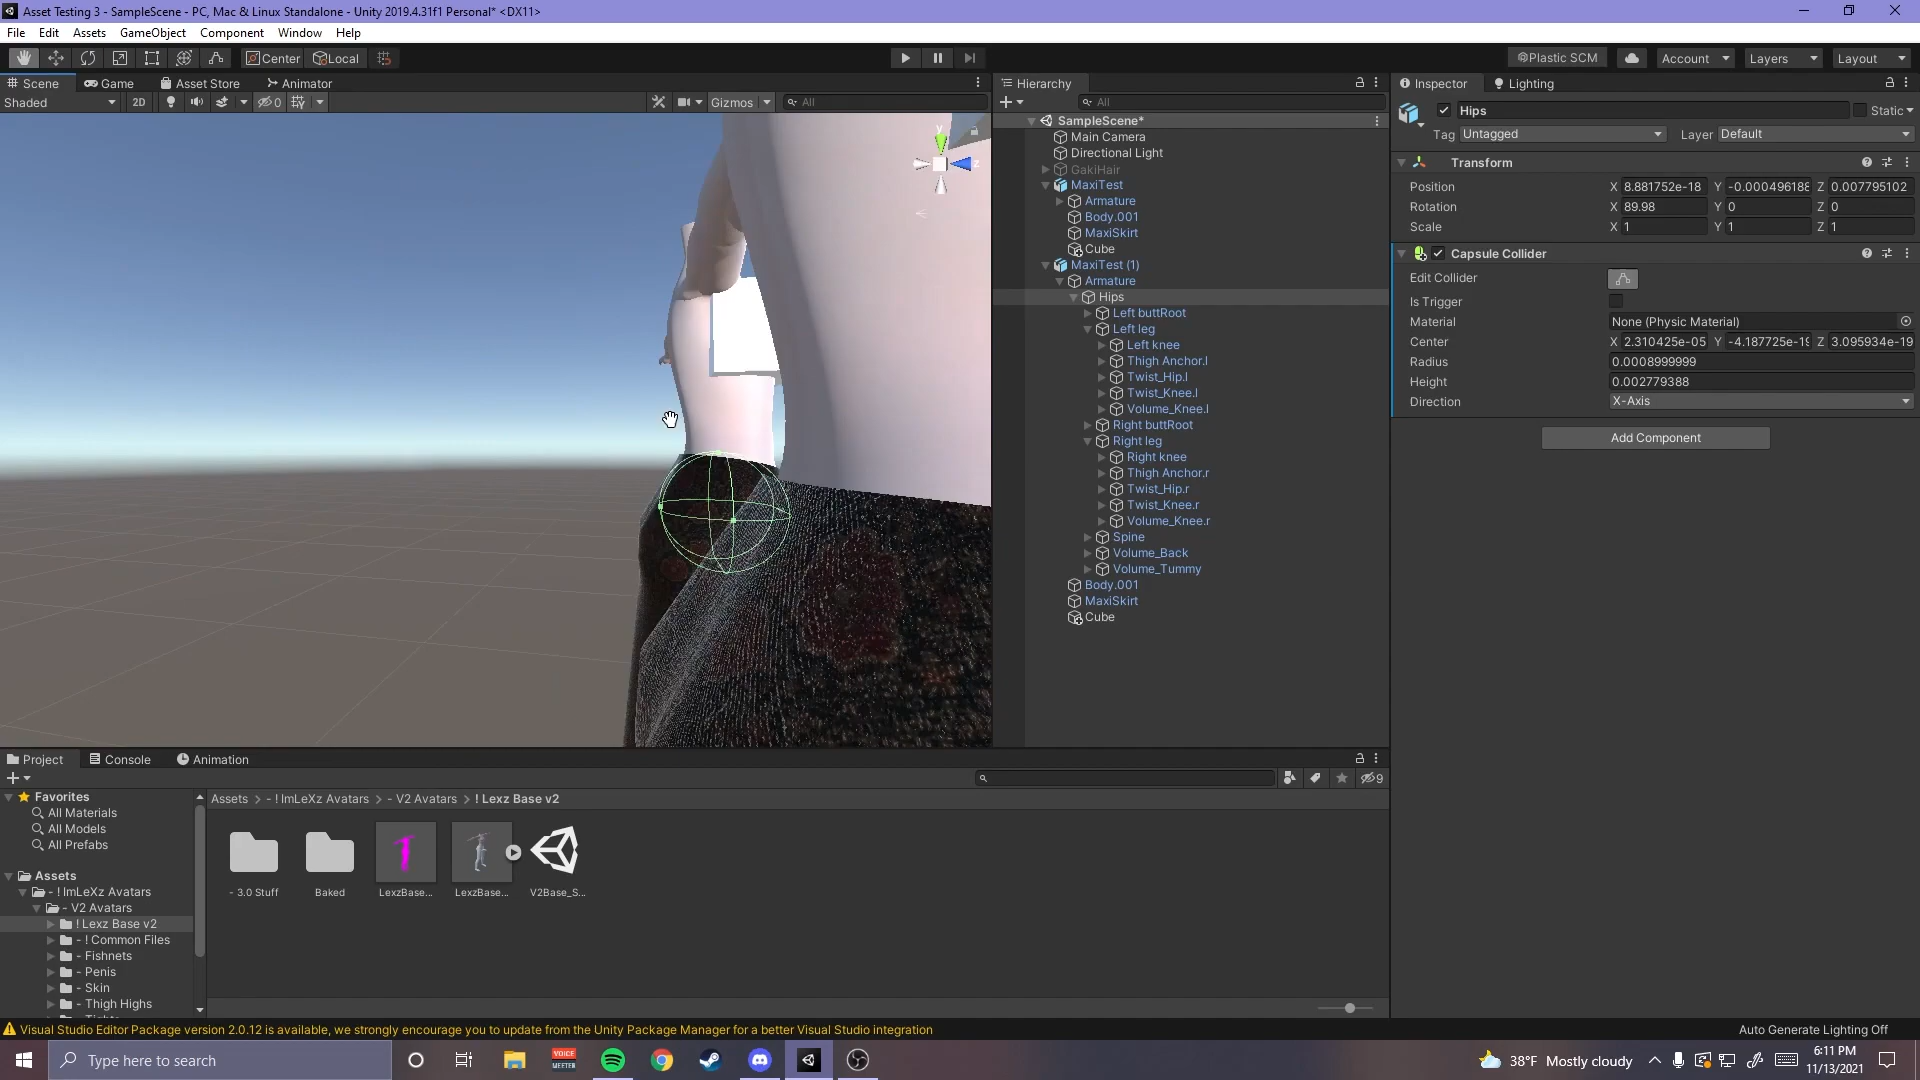 Asset Testing 3 - SampleScene - PC, Mac & Linux Standalone - Unity 2019.4.31f1 Personal* <DX11>
File Edit Assets GameObject Component Window Help
Center Local Plastic SCM Account Layers Layout
Scene Game Asset Store Animator
Shaded 2D 0 Gizmos All
y
z
Hierarchy
All
SampleScene*
Main Camera
Directional Light
GakiHair
MaxiTest
Armature
Body.001
MaxiSkirt
Cube
MaxiTest (1)
Armature
Hips
Left buttRoot
Left leg
Left knee
Thigh Anchor.l
Twist_Hip.l
Twist_Knee.l
Volume_Knee.l
Right buttRoot
Right leg
Right knee
Thigh Anchor.r
Twist_Hip.r
Twist_Knee.r
Volume_Knee.r
Spine
Volume_Back
Volume_Tummy
Body.001
MaxiSkirt
Cube
Inspector Lighting
Hips Static
Tag Untagged Layer Default
Transform
Position X 8.881752e-18 Y -0.000496188 Z 0.007795102
Rotation X 89.98 Y 0 Z 0
Scale X 1 Y 1 Z 1
Capsule Collider
Edit Collider
Is Trigger
Material None (Physic Material)
Center X 2.310425e-05 Y -4.187725e-19 Z 3.095934e-19
Radius 0.0008999999
Height 0.002779388
Direction X-Axis
Add Component
Project Console Animation
9
Favorites
All Materials
All Models
All Prefabs
Assets
- ! ImLeXz Avatars
- V2 Avatars
! Lexz Base v2
- ! Common Files
- Fishnets
- Penis
- Skin
- Thigh Highs
Assets > - ! ImLeXz Avatars > - V2 Avatars > ! Lexz Base v2
- 3.0 Stuff Baked LexzBase... LexzBase... V2Base_S...
Visual Studio Editor Package version 2.0.12 is available, we strongly encourage you to update from the Unity Package Manager for a better Visual Studio integration
Auto Generate Lighting Off
Type here to search
VOICE
MEETER
38°F Mostly cloudy
6:11 PM
11/13/2021